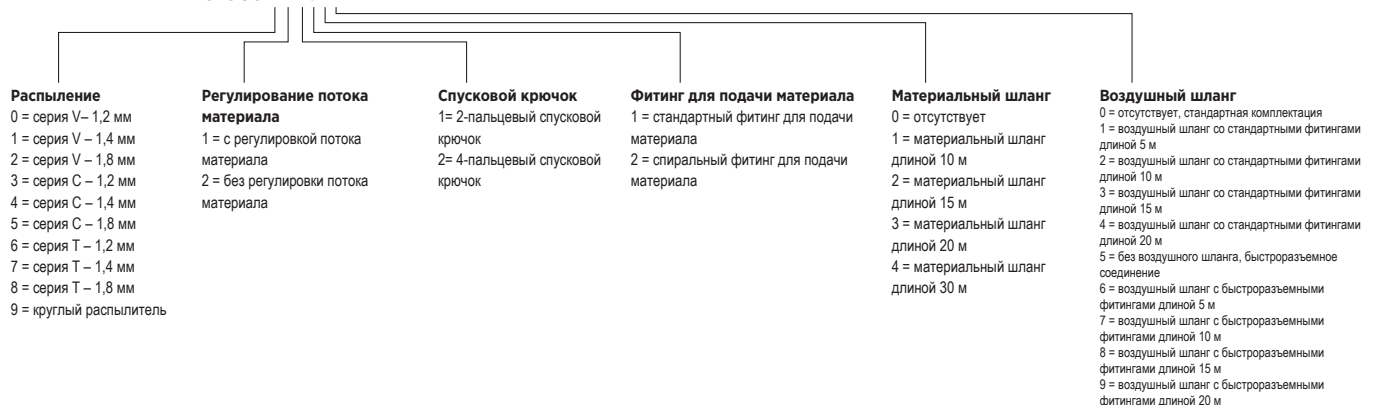 Распыление
0 = серия V– 1,2 мм
1 = серия V – 1,4 мм
2 = серия V – 1,8 мм
3 = серия C – 1,2 мм
4 = серия C – 1,4 мм
5 = серия C – 1,8 мм
6 = серия T – 1,2 мм
7 = серия T – 1,4 мм
8 = серия T – 1,8 мм
9 = круглый распылитель
Регулирование потока
материала
1 = с регулировкой потока
материала
2 = без регулировки потока
материала
Спусковой крючок
1= 2-пальцевый спусковой
крючок
2= 4-пальцевый спусковой
крючок
Фитинг для подачи материала
1 = стандартный фитинг для подачи
материала
2 = спиральный фитинг для подачи
материала
Материальный шланг
0 = отсутствует
1 = материальный шланг
длиной 10 м
2 = материальный шланг
длиной 15 м
3 = материальный шланг
длиной 20 м
4 = материальный шланг
длиной 30 м
Воздушный шланг
0 = отсутствует, стандартная комплектация
1 = воздушный шланг со стандартными фитингами
длиной 5 м
2 = воздушный шланг со стандартными фитингами
длиной 10 м
3 = воздушный шланг со стандартными фитингами
длиной 15 м
4 = воздушный шланг со стандартными фитингами
длиной 20 м
5 = без воздушного шланга, быстроразъемное
соединение
6 = воздушный шланг с быстроразъемными
фитингами длиной 5 м
7 = воздушный шланг с быстроразъемными
фитингами длиной 10 м
8 = воздушный шланг с быстроразъемными
фитингами длиной 15 м
9 = воздушный шланг с быстроразъемными
фитингами длиной 20 м